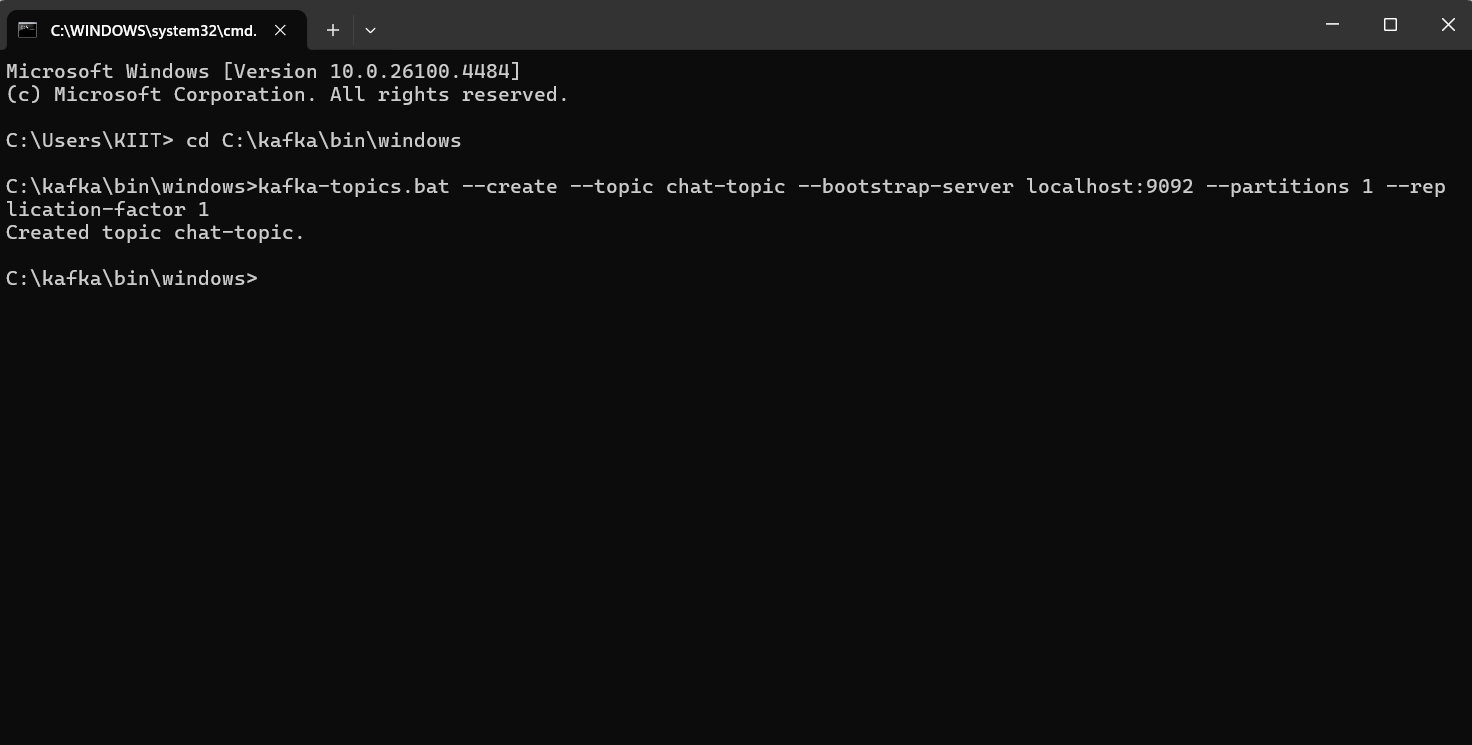 C:\WINDOWS\system32\cmd.
Microsoft Windows [Version 10.0.26100.4484]
(c) Microsoft Corporation. All rights reserved.
C:\Users\KIIT> cd C:\kafka\bin\windows
C:\kafka\bin\windows>kafka-topics.bat --create --topic chat-topic --bootstrap-server localhost:9092 --partitions 1 --rep
lication-factor 1
Created topic chat-topic.
C:\kafka\bin\windows>